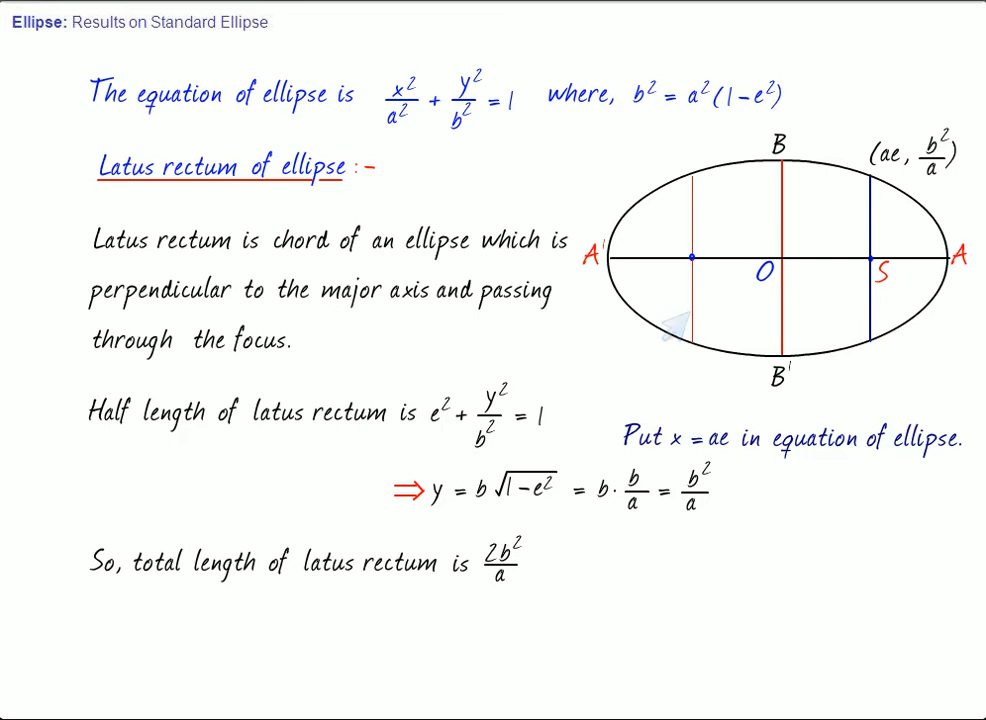 Ellipse: Results on Standard Ellipse
The equation of ellipse is x²/a² + y²/b² = 1 where, b² = a²(1-e²)
Latus rectum of ellipse :-
B
(ae, b²/a)
Latus rectum is chord of an ellipse which is
perpendicular to the major axis and passing
through the focus.
A' O S A
B'
Half length of latus rectum is e² + y²/b² = 1
Put x = ae in equation of ellipse.
⇒ y = b √1-e² = b · b/a = b²/a
So, total length of latus rectum is 2b²/a